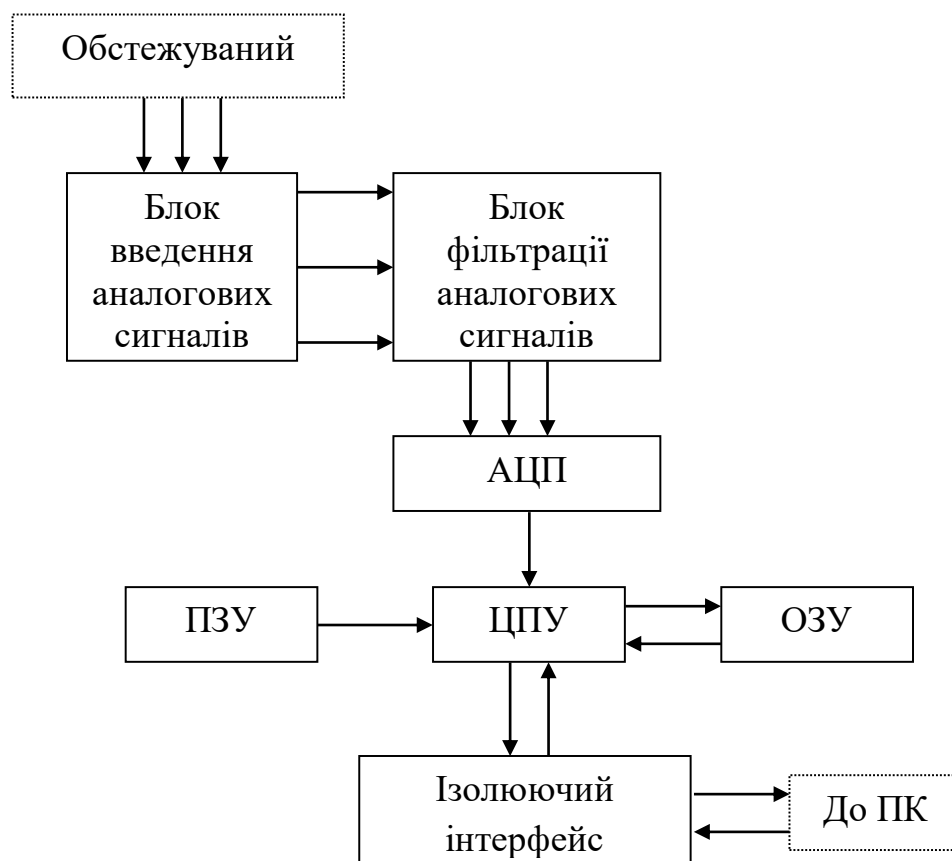 Обстежуваний
Блок
введення
аналогових
сигналів
Блок
фільтрації
аналогових
сигналів
АЦП
ПЗУ
ЦПУ
ОЗУ
Ізолюючий
інтерфейс
До ПК